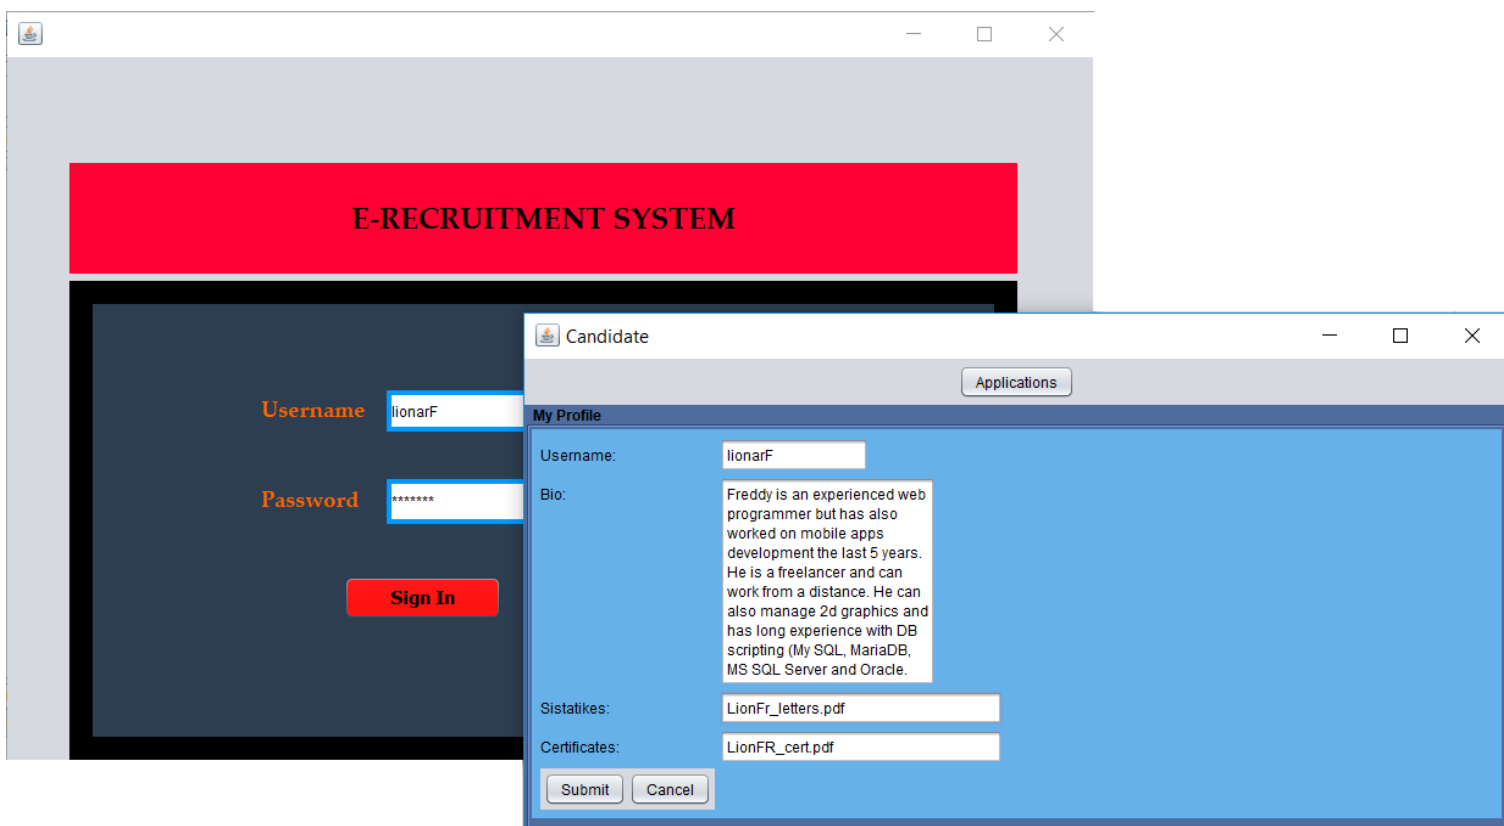 E-RECRUITMENT SYSTEM
Username
lionarF
Password
*******
Sign In
Candidate
Applications
My Profile
Username:
lionarF
Bio:
Freddy is an experienced web
programmer but has also
worked on mobile apps
development the last 5 years.
He is a freelancer and can
work from a distance. He can
also manage 2d graphics and
has long experience with DB
scripting (My SQL, MariaDB,
MS SQL Server and Oracle.
Sistatikes:
LionFr_letters.pdf
Certificates:
LionFR_cert.pdf
Submit
Cancel